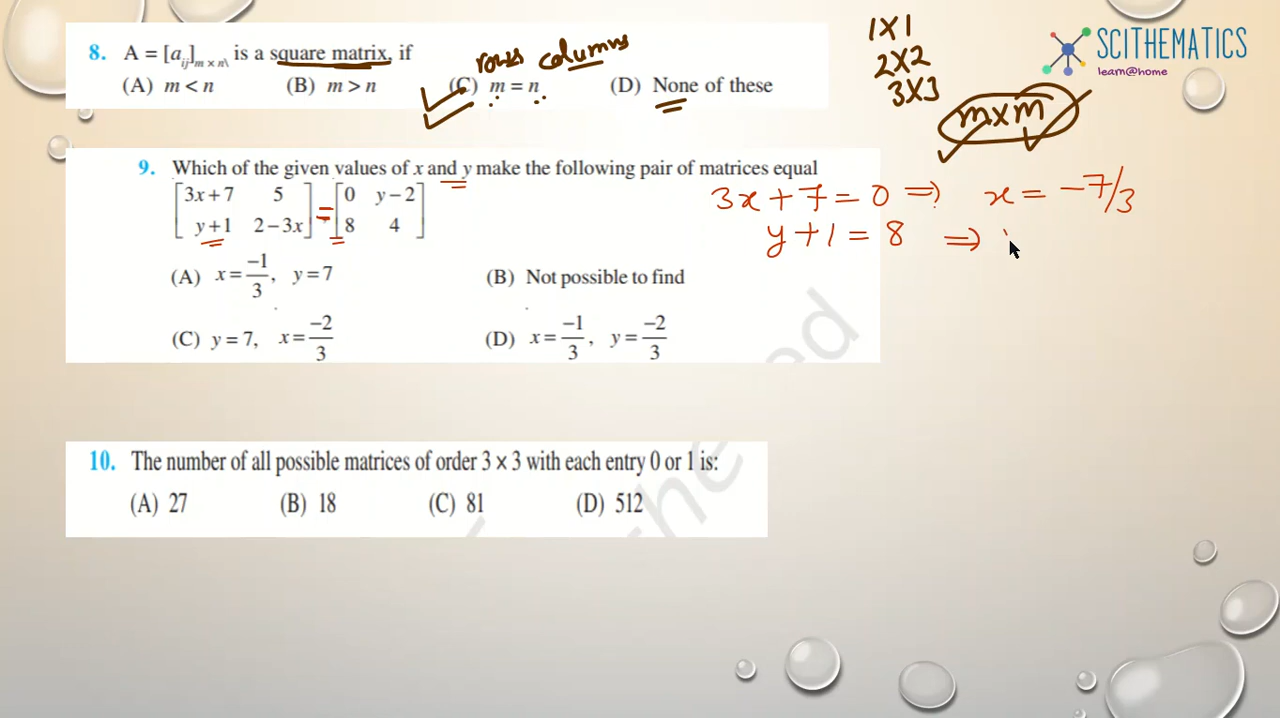 8. A = [aij]m × n\ is a square matrix, if
(A) m < n (B) m > n (C) m = n (D) None of these
rows columns
1X1
2X2
3X3
mxm
SCITHEMATICS
learn@home
9. Which of the given values of x and y make the following pair of matrices equal
[3x + 7 5] = [0 y – 2]
[y + 1 2 – 3x] [8 4]
3x + 7 = 0 ⇒ x = -7/3
y + 1 = 8 ⇒
(A) x = –1/3, y = 7 (B) Not possible to find
(C) y = 7, x = –2/3 (D) x = –1/3, y = –2/3
10. The number of all possible matrices of order 3 × 3 with each entry 0 or 1 is:
(A) 27 (B) 18 (C) 81 (D) 512